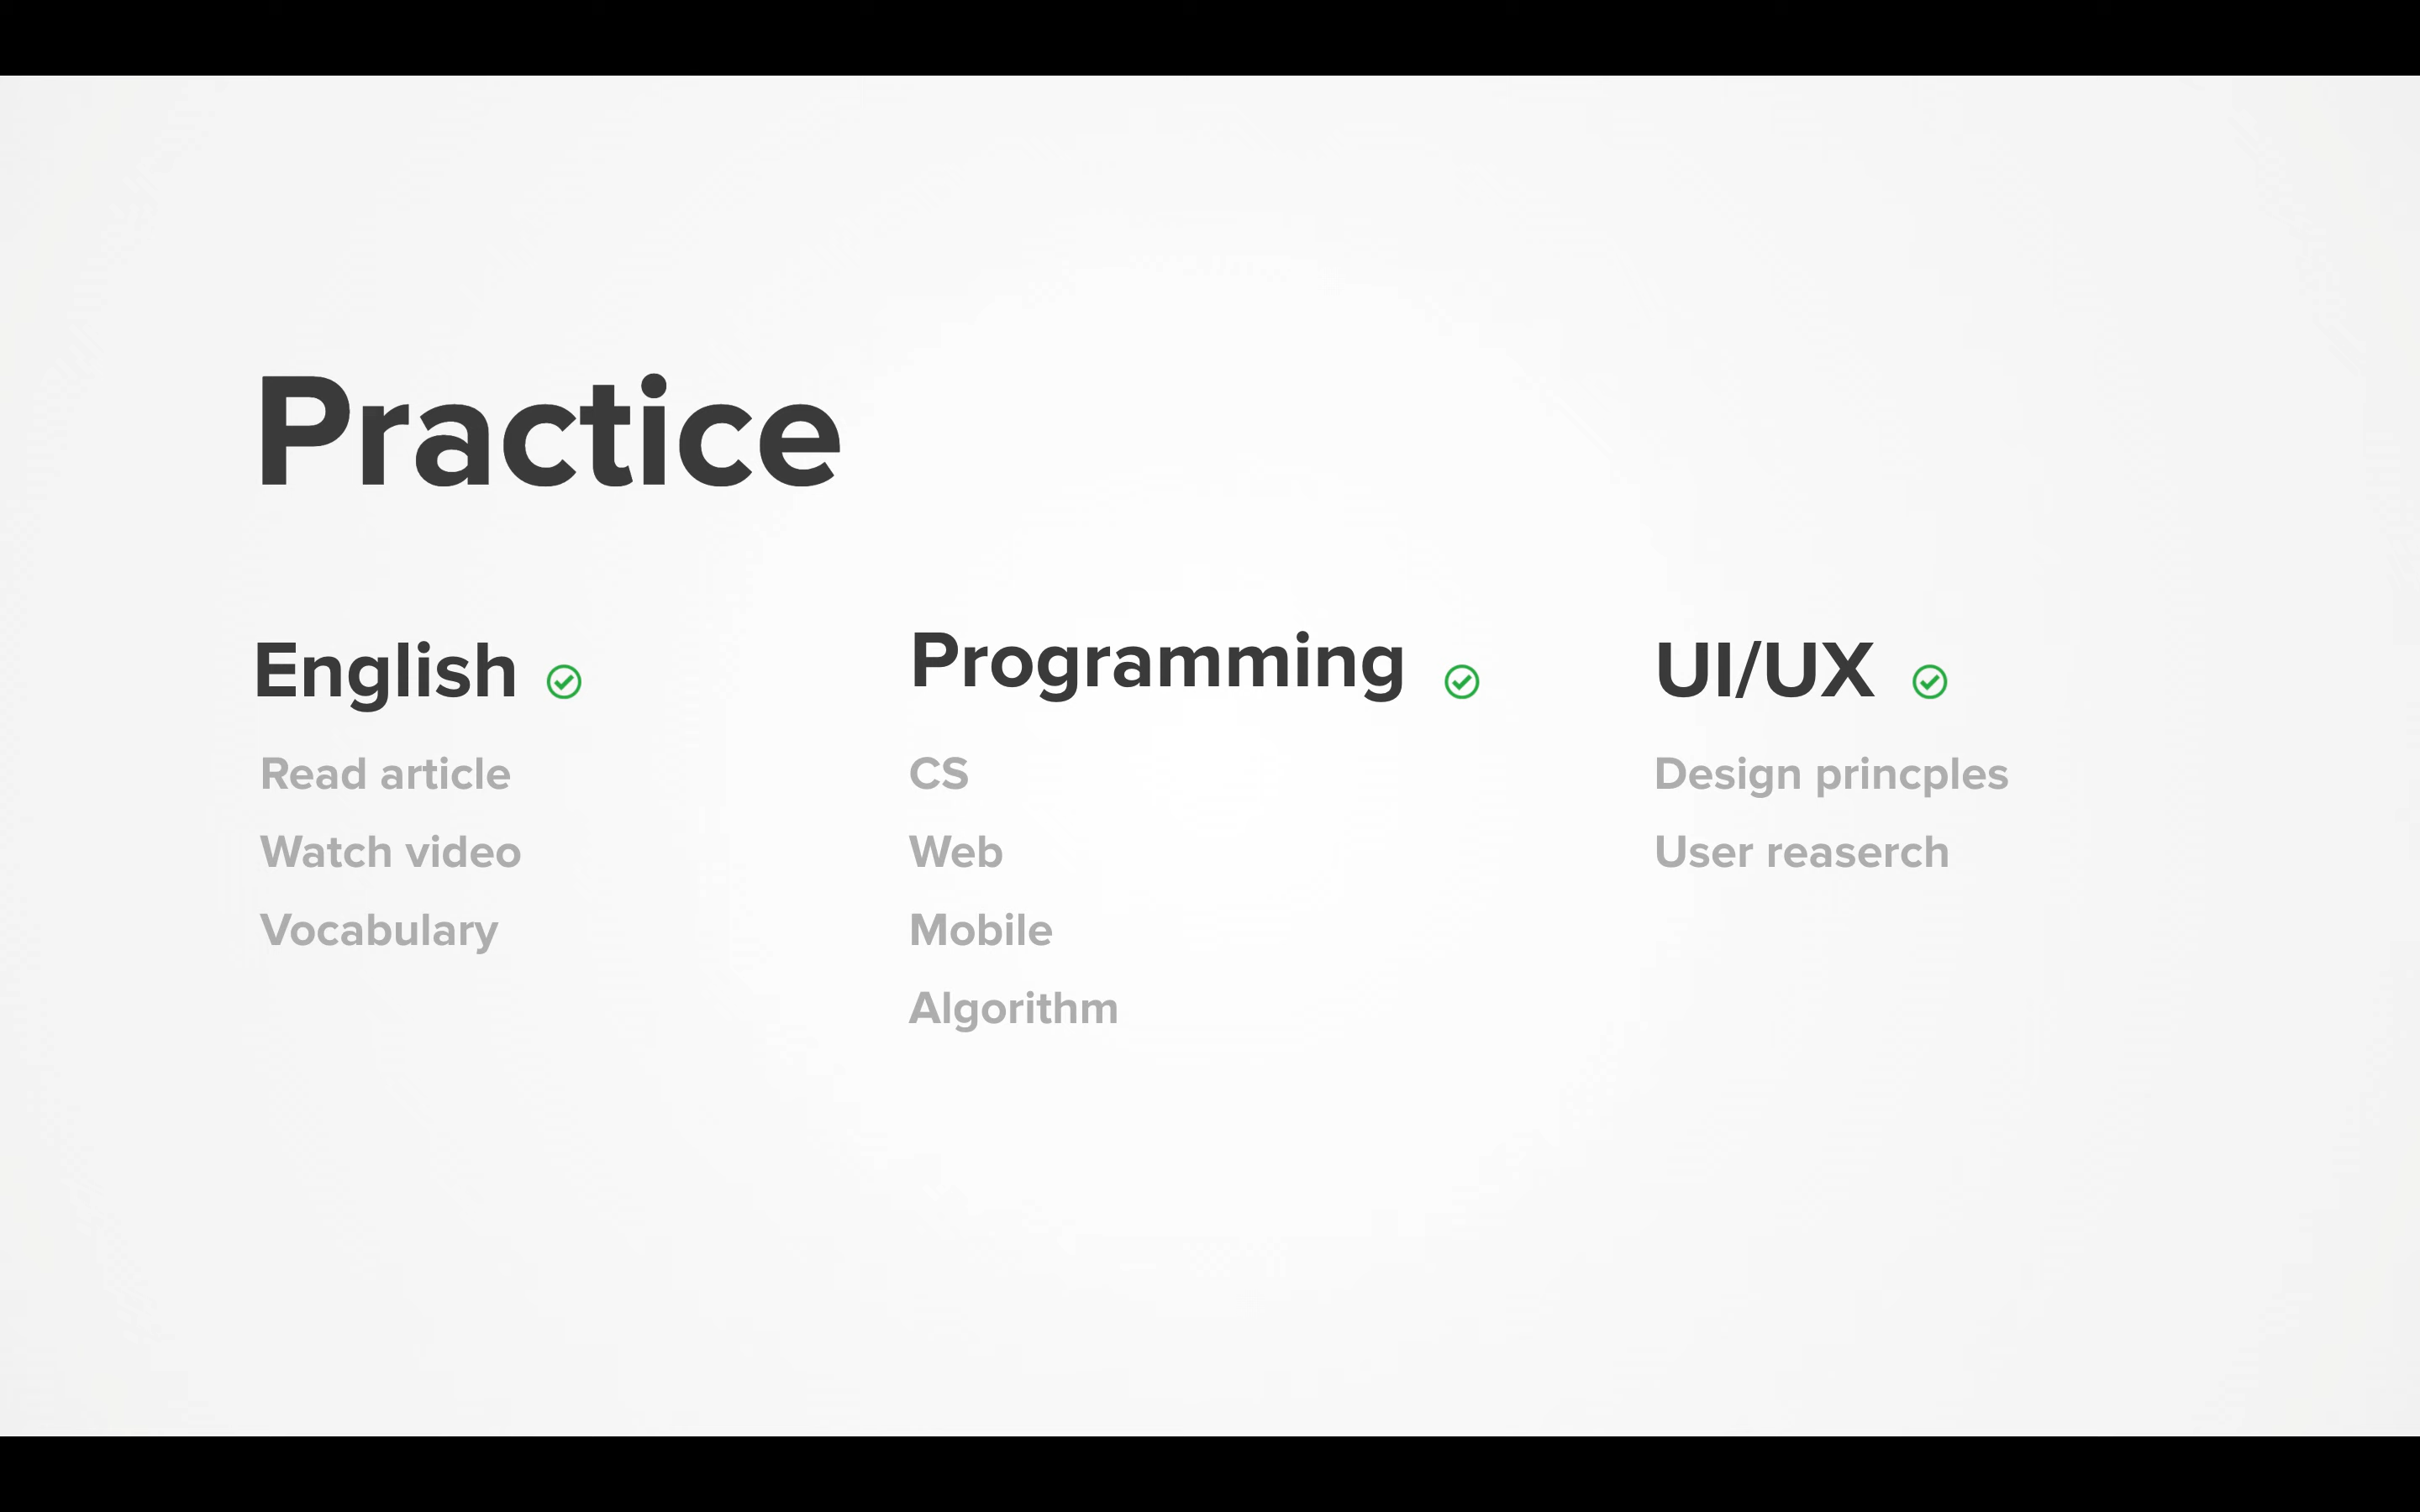 Practice
English
Read article
Watch video
Vocabulary
Programming
CS
Web
Mobile
Algorithm
UI/UX
Design princples
User reaserch